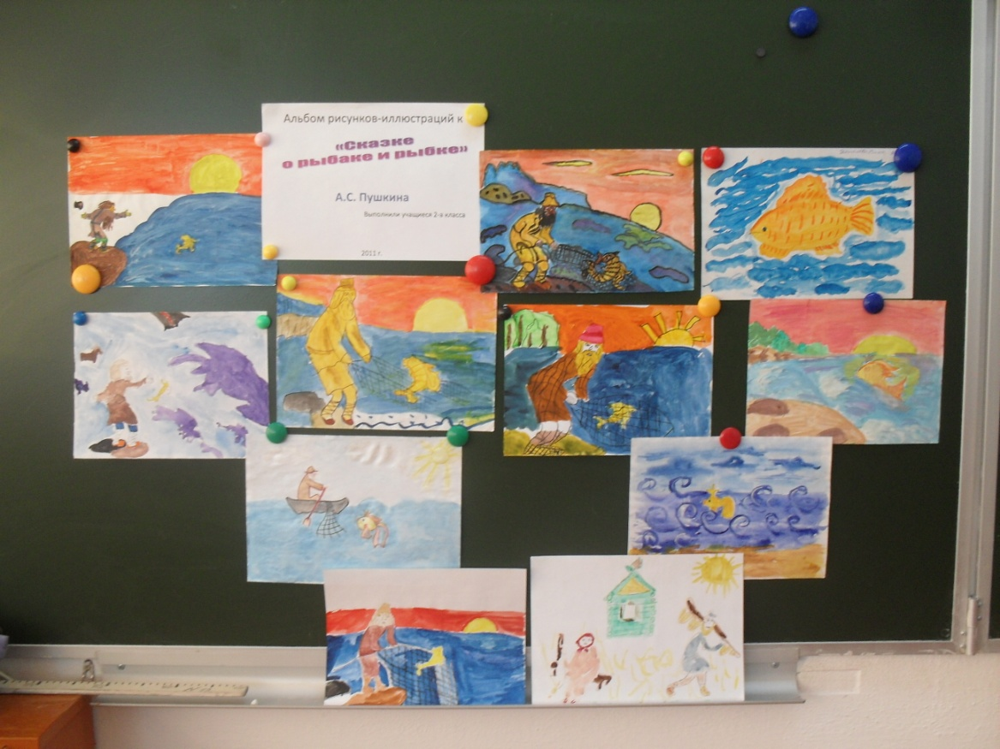 Альбом рисунков-иллюстраций к
«Сказке
о рыбаке и рыбке»
А.С. Пушкина
Выполнили учащиеся 2-а класса
2011 г.